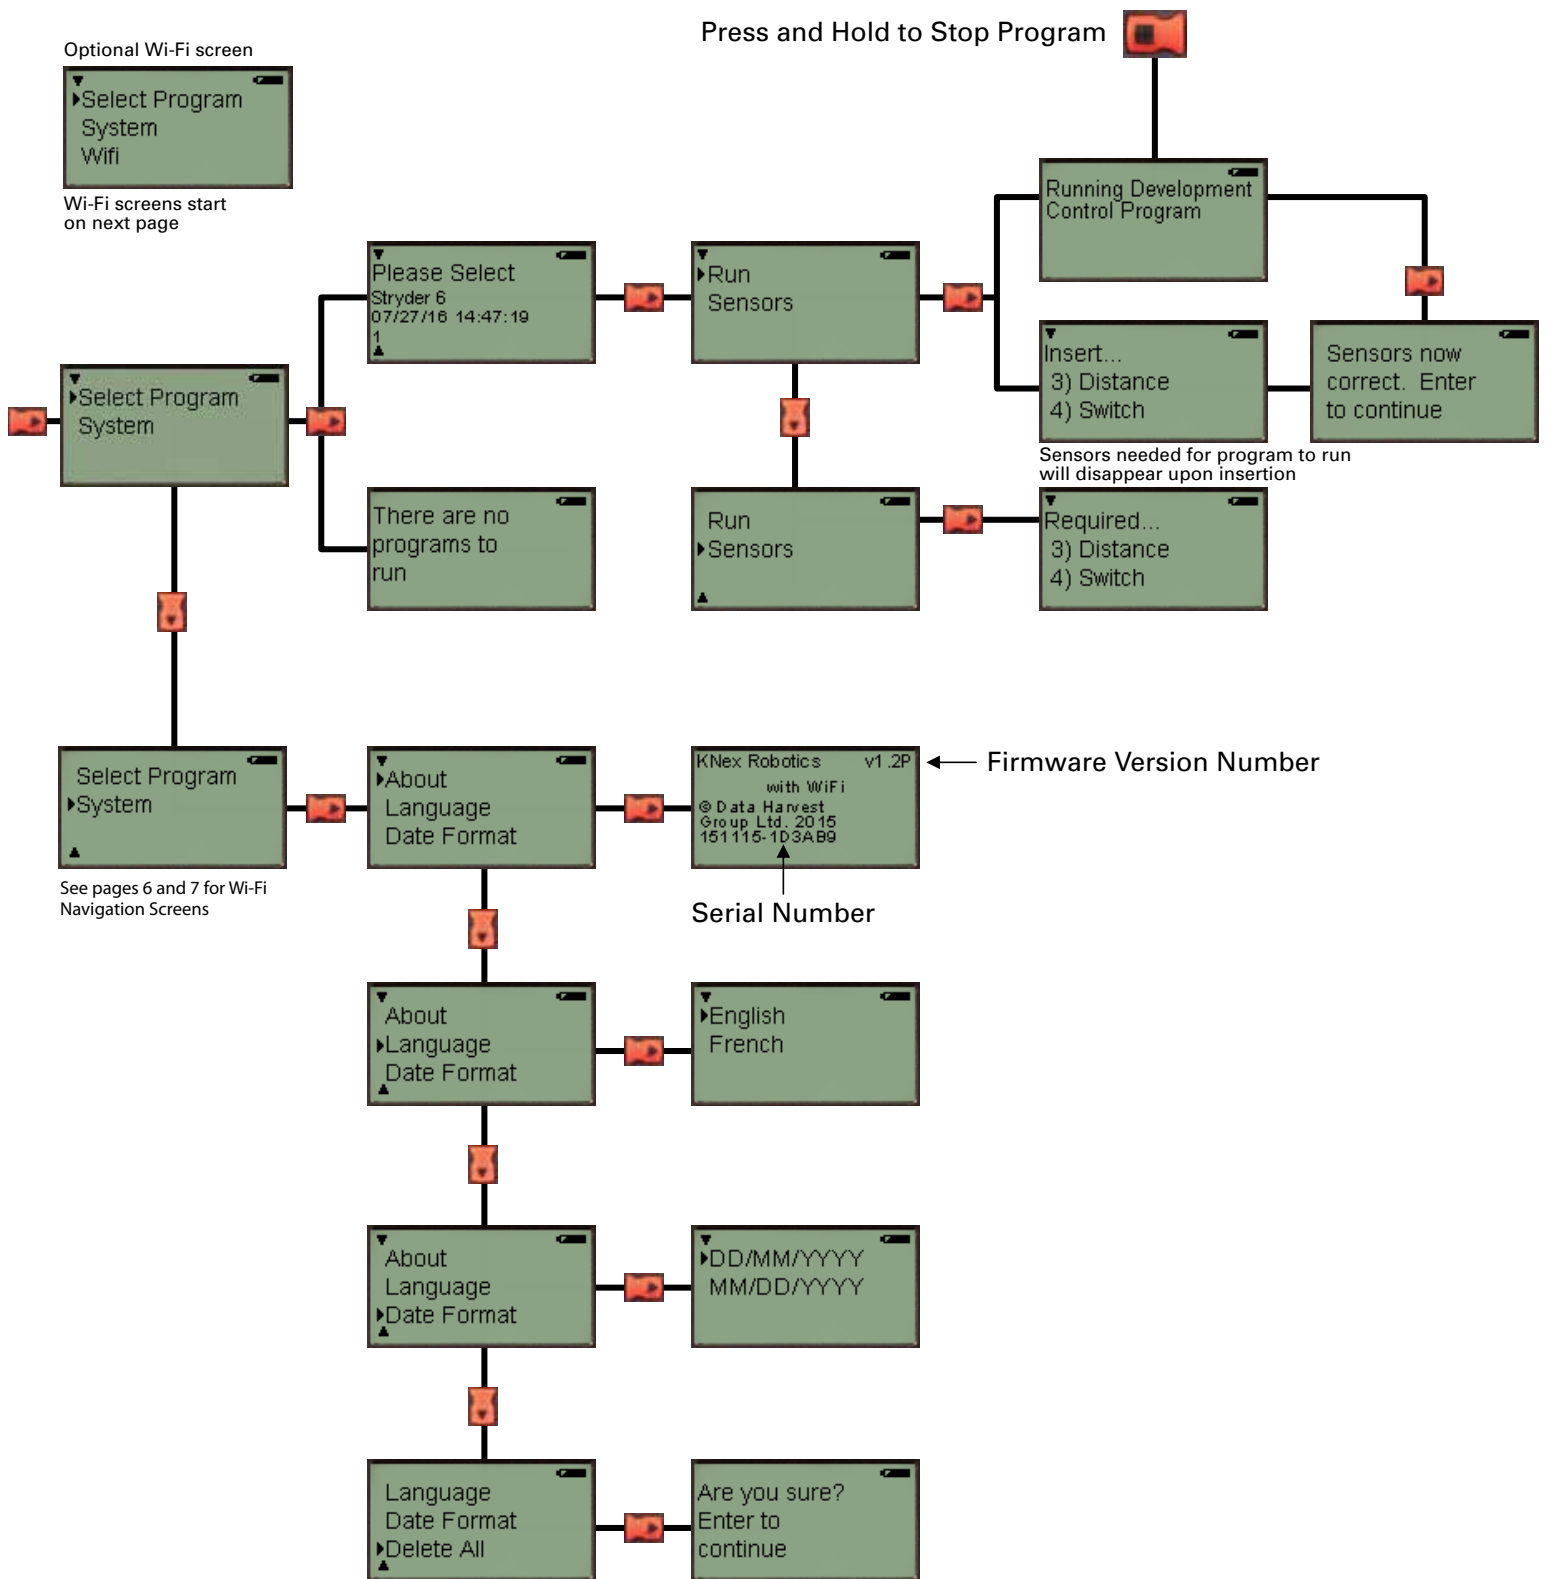 Press and Hold to Stop Program
Optional Wi-Fi screen
Select Program
System
Wifi
Wi-Fi screens start
on next page
Running Development
Control Program
Please Select
Stryder 6
07/27/16 14:47:19
1
Run
Sensors
Insert...
3) Distance
4) Switch
Sensors now
correct. Enter
to continue
Select Program
System
Sensors needed for program to run
will disappear upon insertion
There are no
programs to
run
Run
Sensors
Required...
3) Distance
4) Switch
Select Program
System
See pages 6 and 7 for Wi-Fi
Navigation Screens
About
Language
Date Format
KNex Robotics v1.2P
with WiFi
© Data Harvest
Group Ltd. 2015
151115-1D3AB9
Firmware Version Number
Serial Number
About
Language
Date Format
English
French
About
Language
Date Format
DD/MM/YYYY
MM/DD/YYYY
Language
Date Format
Delete All
Are you sure?
Enter to
continue